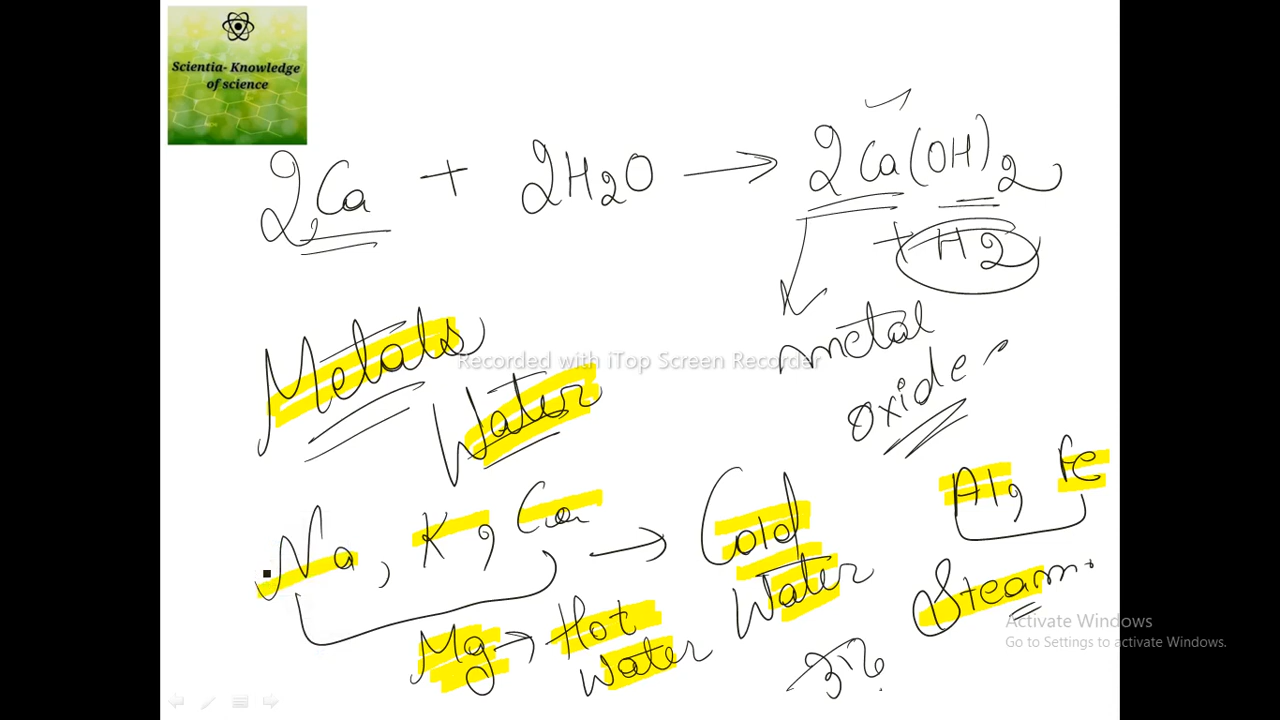 Scientia- Knowledge
of science
2Ca + 2H2O → 2Ca(OH)2
+ H2
metal
oxide
Metals
Water
Recorded with iTop Screen Recorder
Na, K, Ca → Cold
Water
Al, Fe
Steam
Mg → Hot
Water
Activate Windows
Go to Settings to activate Windows.